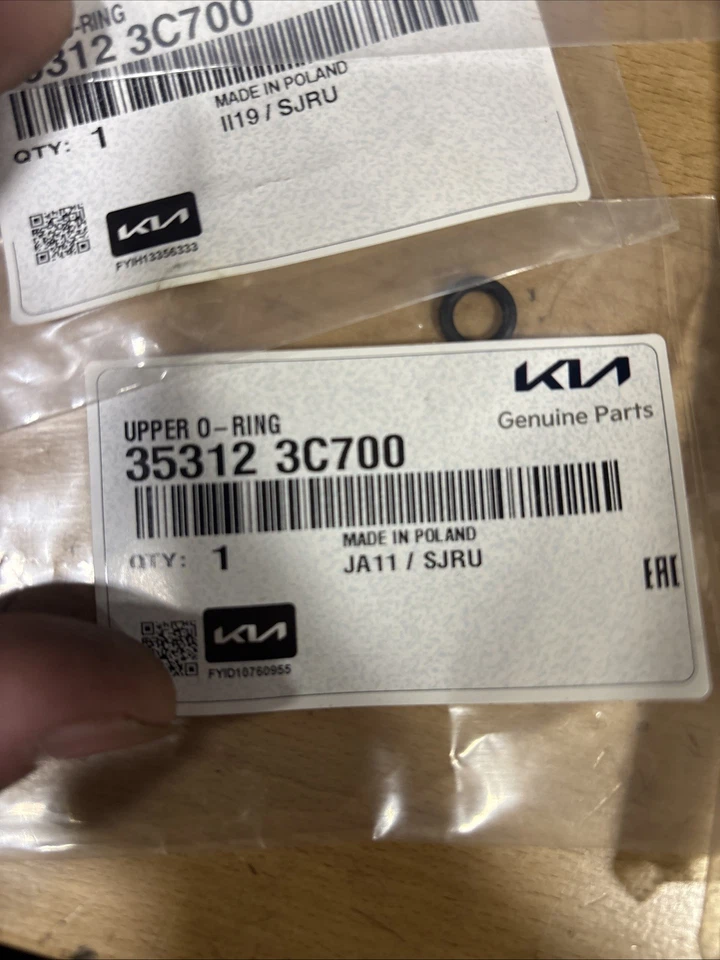 O-RING
35312 3C700
MADE IN POLAND
II19 / SJRU
QTY: 1
KIA
FYIH13356333
KIA
Genuine Parts
UPPER O-RING
35312 3C700
MADE IN POLAND
QTY: 1
JA11 / SJRU
EAC
KIA
FYID10760955